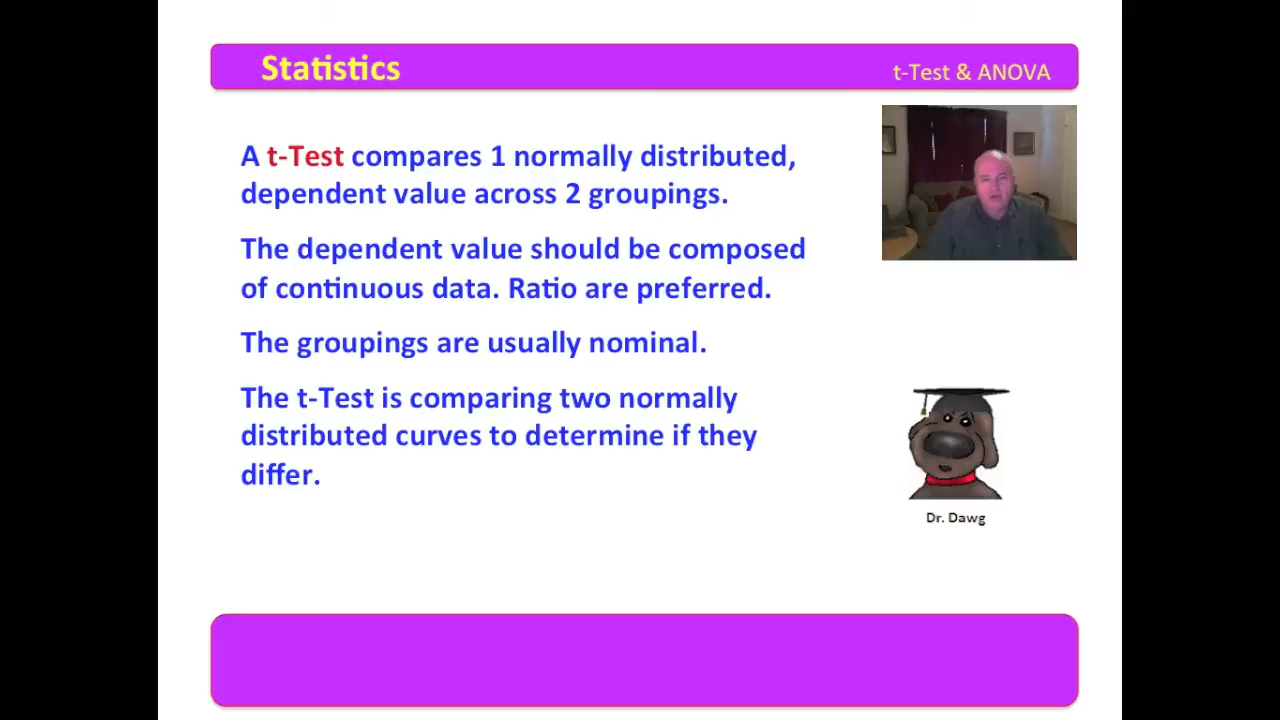 Statistics
t-Test & ANOVA
A t-Test compares 1 normally distributed,
dependent value across 2 groupings.
The dependent value should be composed
of continuous data. Ratio are preferred.
The groupings are usually nominal.
The t-Test is comparing two normally
distributed curves to determine if they
differ.
Dr. Dawg